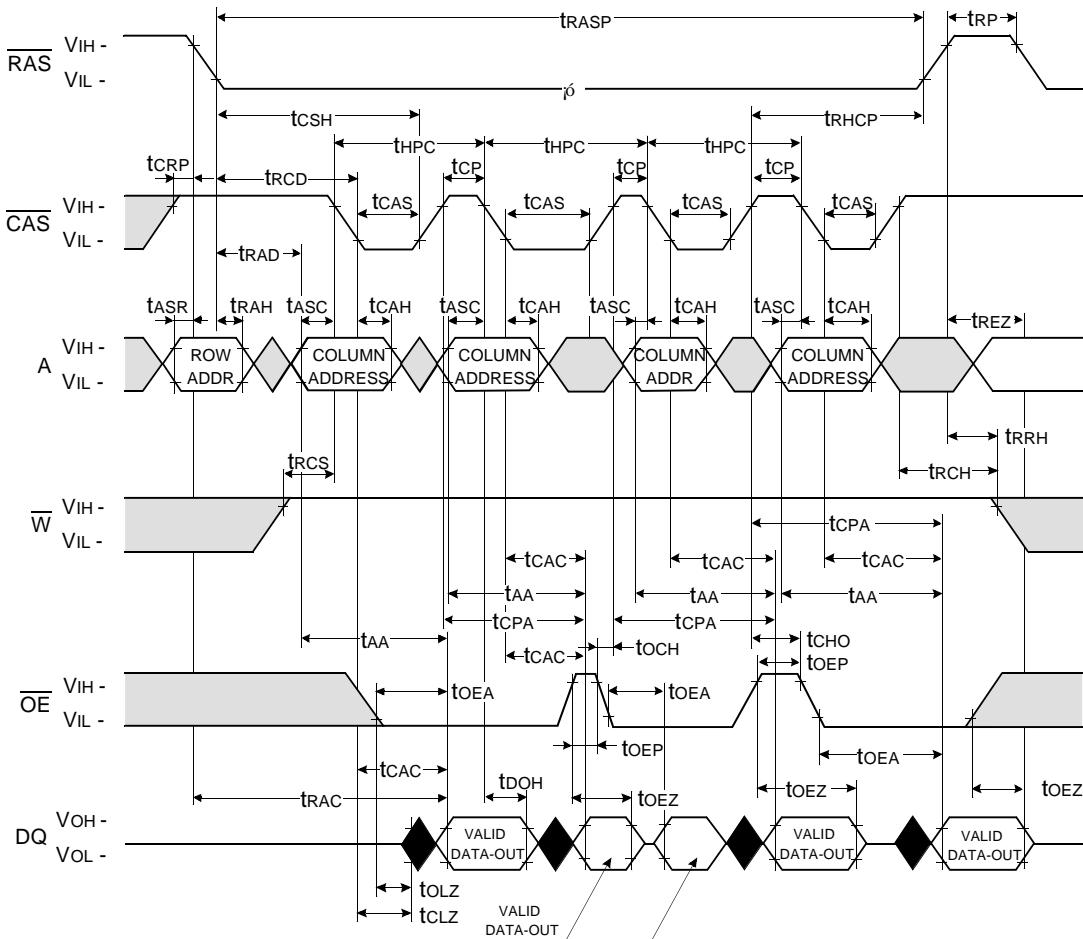 tRASP tRP
RAS VIH -
VIL -
¡ó
tCSH tRHCP
tHPC tHPC tHPC
tCRP tRCD tCP tCP tCP
CAS VIH -
VIL -
tCAS tCAS tCAS tCAS
tRAD
tASR tRAH tASC tCAH tASC tCAH tASC tCAH tASC tCAH tREZ
A VIH -
VIL -
ROW ADDR
COLUMN ADDRESS
COLUMN ADDRESS
COLUMN ADDR
COLUMN ADDRESS
tRRH
tRCS tRCH
W VIH -
VIL -
tCPA
tCAC tCAC tCAC
tAA tAA tAA
tCPA tCPA
tAA tOCH tCHO
tCAC tOEP
OE VIH -
VIL -
tOEA tOEA
tOEP tOEA
tCAC tDOH
tRAC tOEZ tOEZ tOEZ
DQ VOH -
VOL -
VALID DATA-OUT
VALID DATA-OUT
VALID DATA-OUT
tOLZ
tCLZ
VALID
DATA-OUT